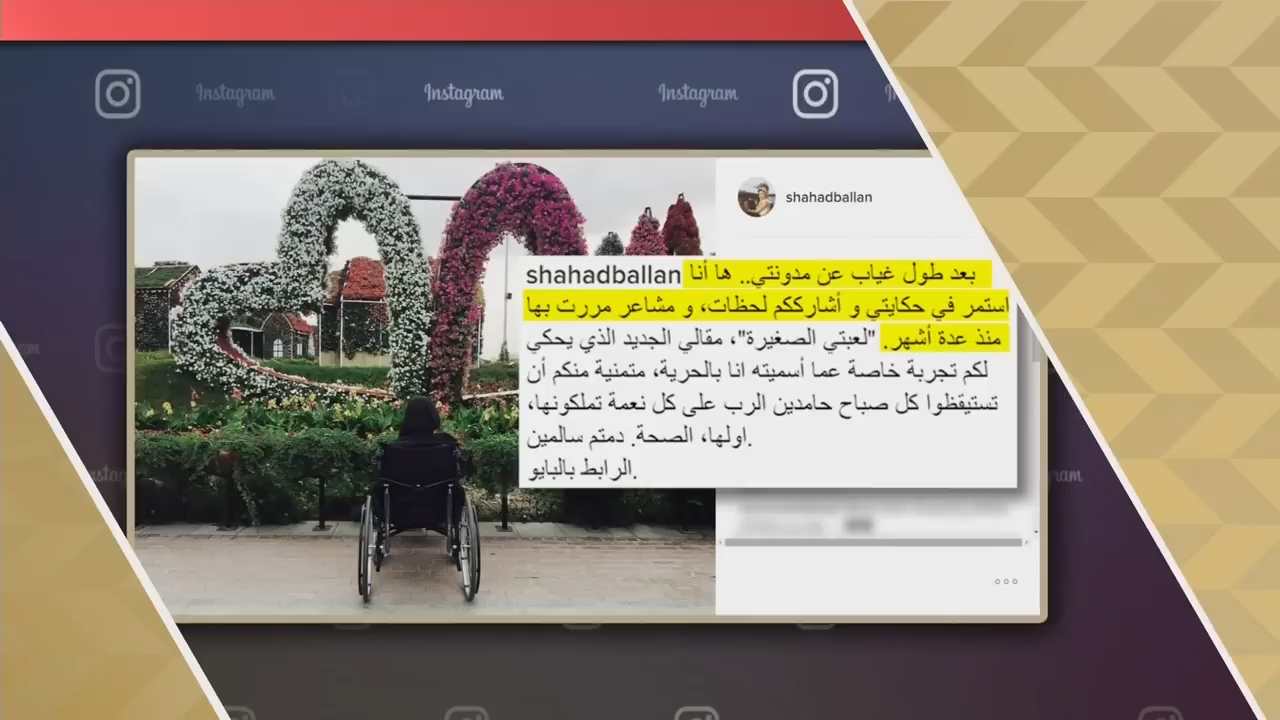 Instagram Instagram Instagram
shahadballan
shahadballan بعد طول غياب عن مدونتي.. ها أنا
استمر في حكايتي و أشارككم لحظات، و مشاعر مررت بها
منذ عدة أشهر. "لعبتي الصغيرة"، مقالي الجديد الذي يحكي
لكم تجربة خاصة عما أسميته انا بالحرية، متمنية منكم أن
تستيقظوا كل صباح حامدين الرب على كل نعمة تملكونها،
اولها، الصحة. دمتم سالمين.
الرابط بالبايو.